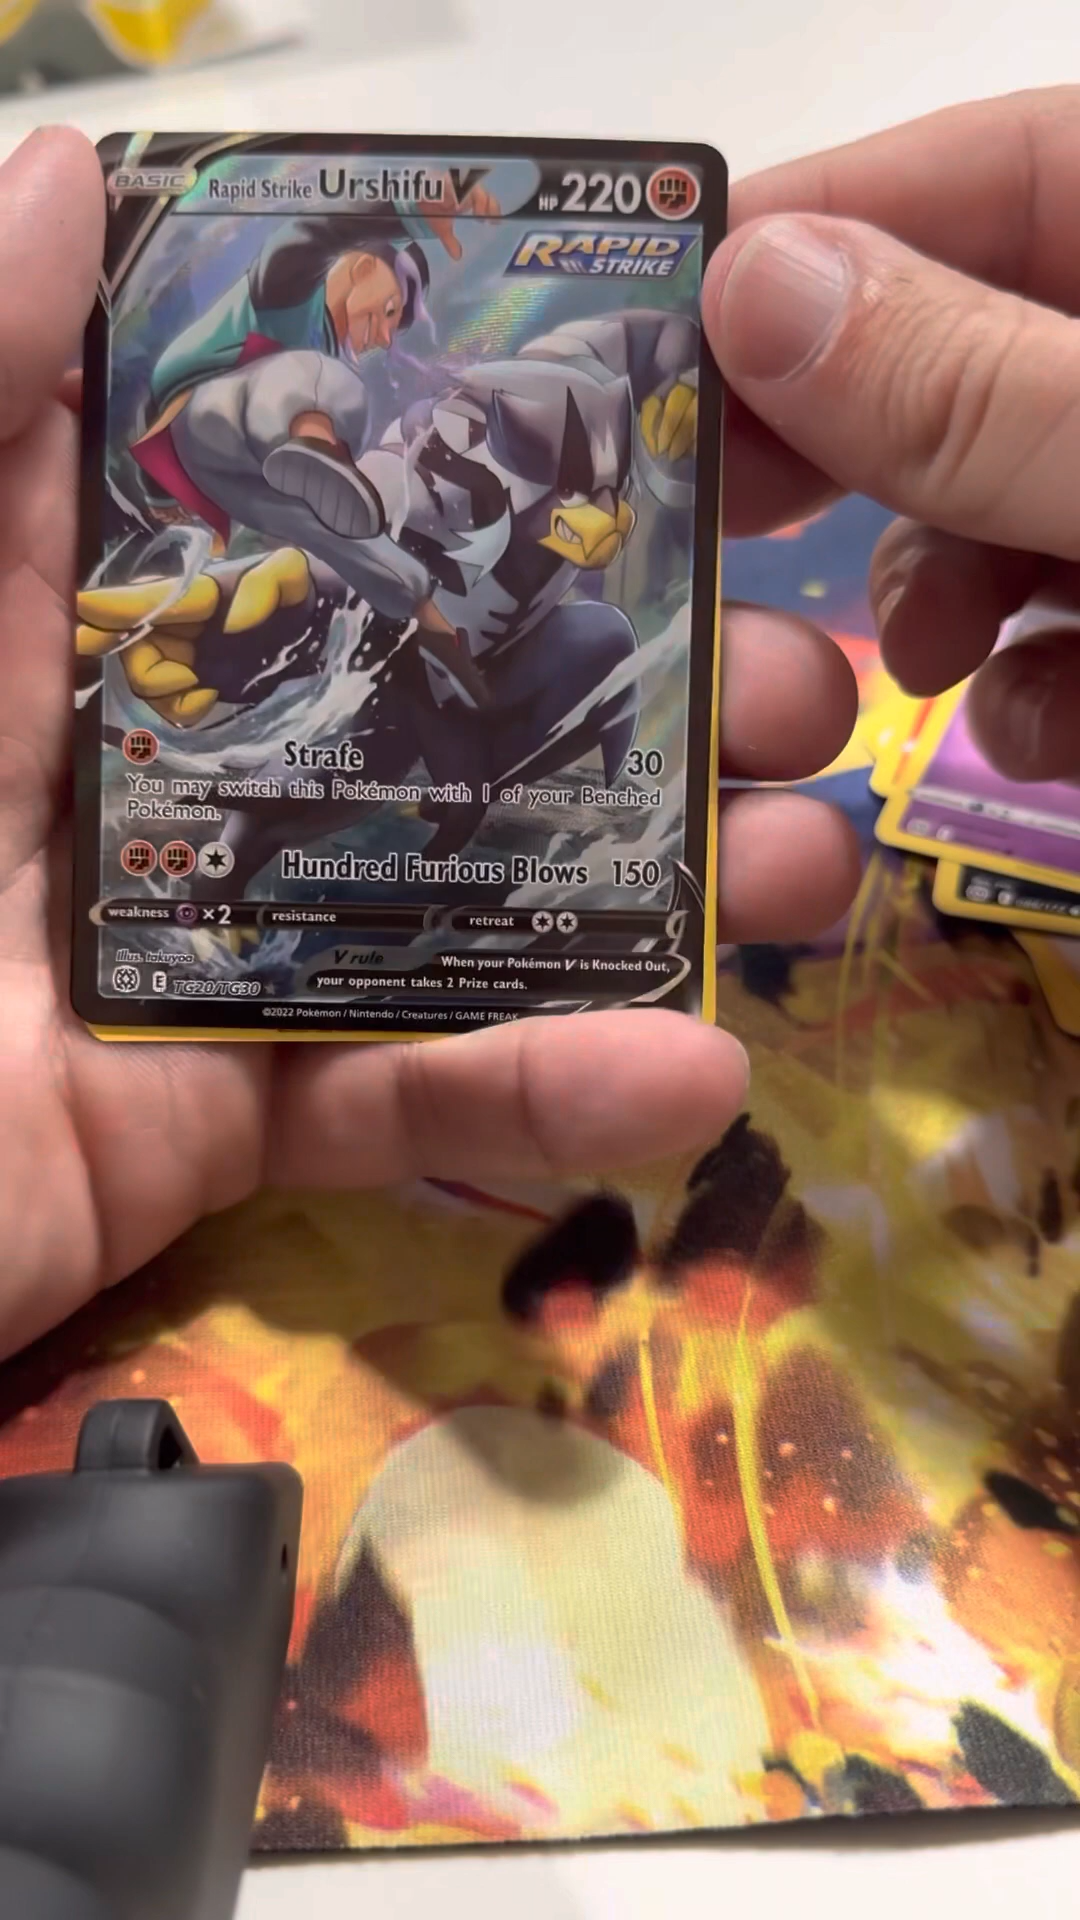 BASIC Rapid Strike Urshifu V HP 220
RAPID
STRIKE
Strafe 30
You may switch this Pokémon with 1 of your Benched
Pokémon.
Hundred Furious Blows 150
weakness ×2 resistance retreat
Illus. takuyoa
V rule When your Pokémon V is Knocked Out,
E TG20/TG30 ★ your opponent takes 2 Prize cards.
©2022 Pokémon / Nintendo / Creatures / GAME FREAK